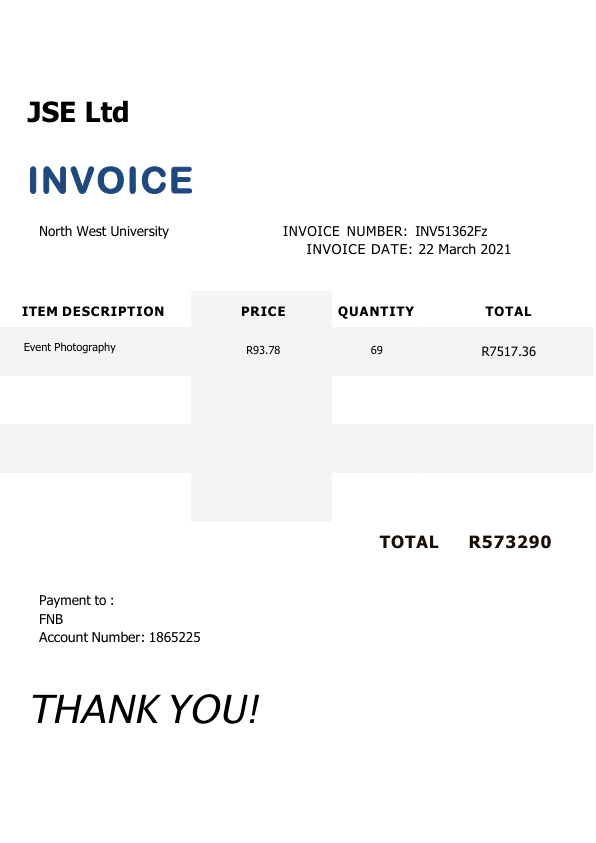 JSE Ltd
INVOICE
North West University INVOICE NUMBER: INV51362Fz
INVOICE DATE: 22 March 2021
ITEM DESCRIPTION PRICE QUANTITY TOTAL
Event Photography R93.78 69 R7517.36
TOTAL R573290
Payment to :
FNB
Account Number: 1865225
THANK YOU!